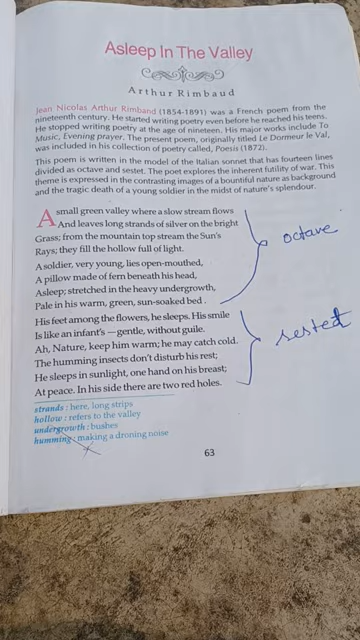 Asleep In The Valley
Arthur Rimbaud
Jean Nicolas Arthur Rimband (1854-1891) was a French poem from the
nineteenth century. He started writing poetry even before he reached his teens.
He stopped writing poetry at the age of nineteen. His major works include To
Music, Evening prayer. The present poem, originally titled Le Dormeur le Val,
was included in his collection of poetry called, Poesis (1872).
This poem is written in the model of the Italian sonnet that has fourteen lines
divided as octave and sestet. The poet explores the inherent futility of war. This
theme is expressed in the contrasting images of a bountiful nature as background
and the tragic death of a young soldier in the midst of nature's splendour.
A small green valley where a slow stream flows
And leaves long strands of silver on the bright
Grass; from the mountain top stream the Sun's
Rays; they fill the hollow full of light.
octave
A soldier, very young, lies open-mouthed,
A pillow made of fern beneath his head,
Asleep; stretched in the heavy undergrowth,
Pale in his warm, green, sun-soaked bed.
His feet among the flowers, he sleeps. His smile
Is like an infant's — gentle, without guile.
Ah, Nature, keep him warm; he may catch cold.
sested
The humming insects don't disturb his rest;
He sleeps in sunlight, one hand on his breast;
At peace. In his side there are two red holes.
strands : here, long strips
hollow : refers to the valley
undergrowth : bushes
humming : making a droning noise
63